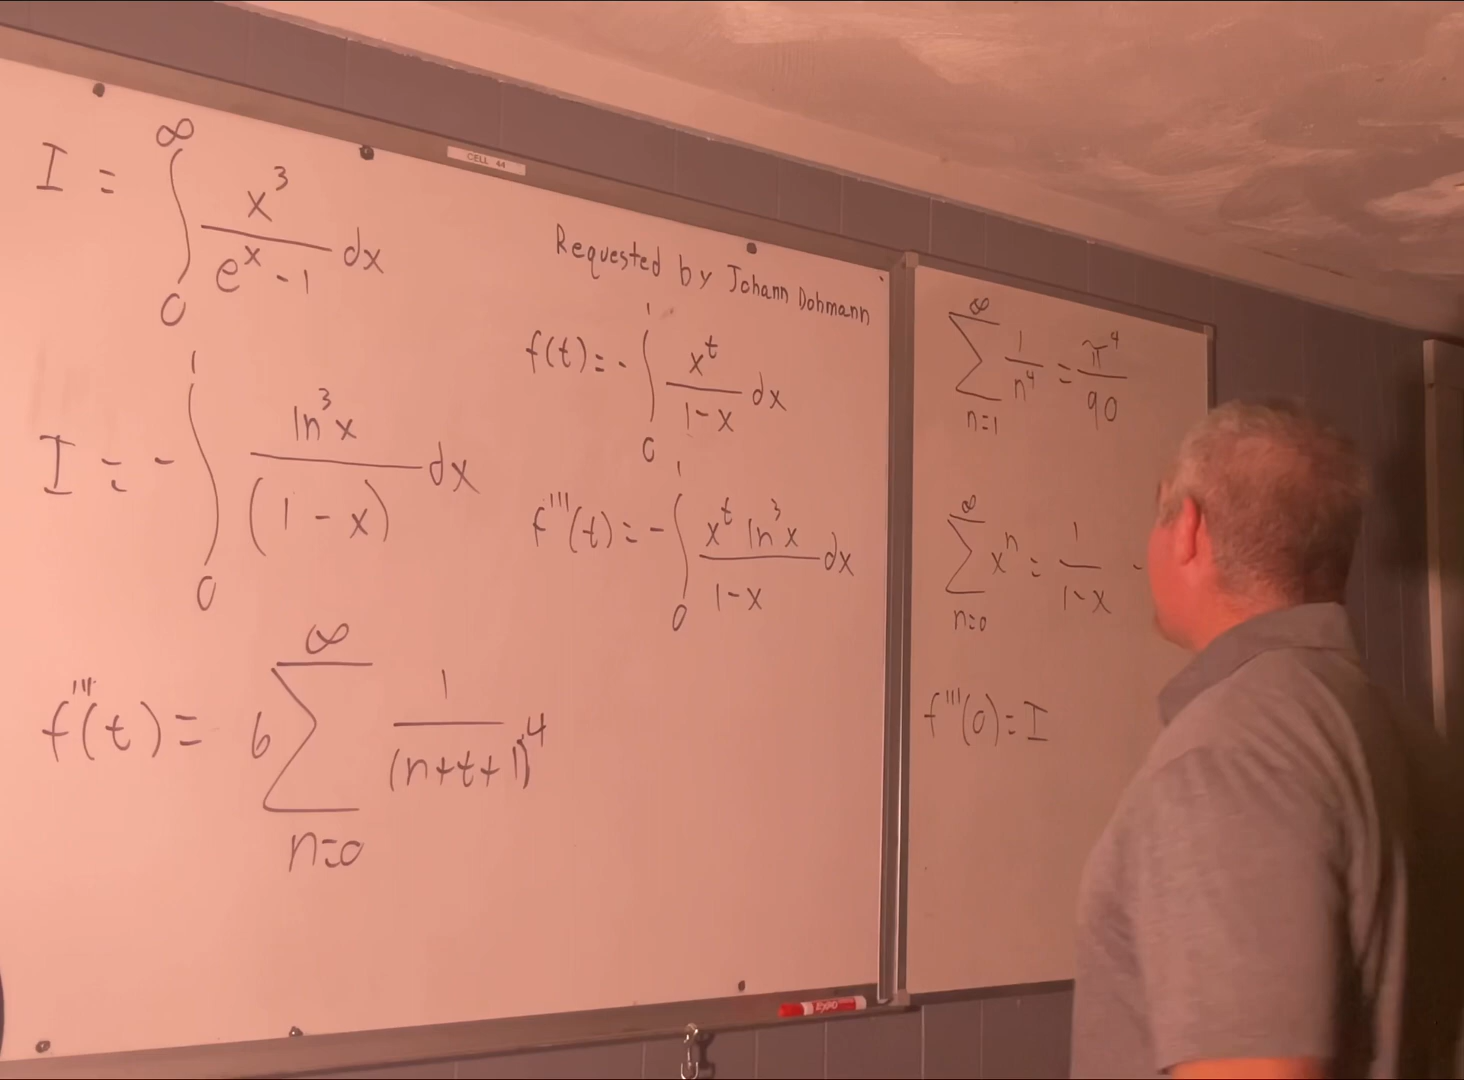 CELL 44
I = ∫₀^∞ x³/(eˣ - 1) dx
Requested by Johann Dohmann
I = - ∫₀¹ ln³x/(1 - x) dx
f'''(t) = 6 ∑_{n=0}^∞ 1/(n+t+1)⁴
f(t) = - ∫₀¹ xᵗ/(1-x) dx
f'''(t) = - ∫₀¹ xᵗ ln³x/(1-x) dx
∑_{n=1}^∞ 1/n⁴ = π⁴/90
∑_{n=0}^∞ xⁿ = 1/(1-x) -
f'''(0) = I
EXPO